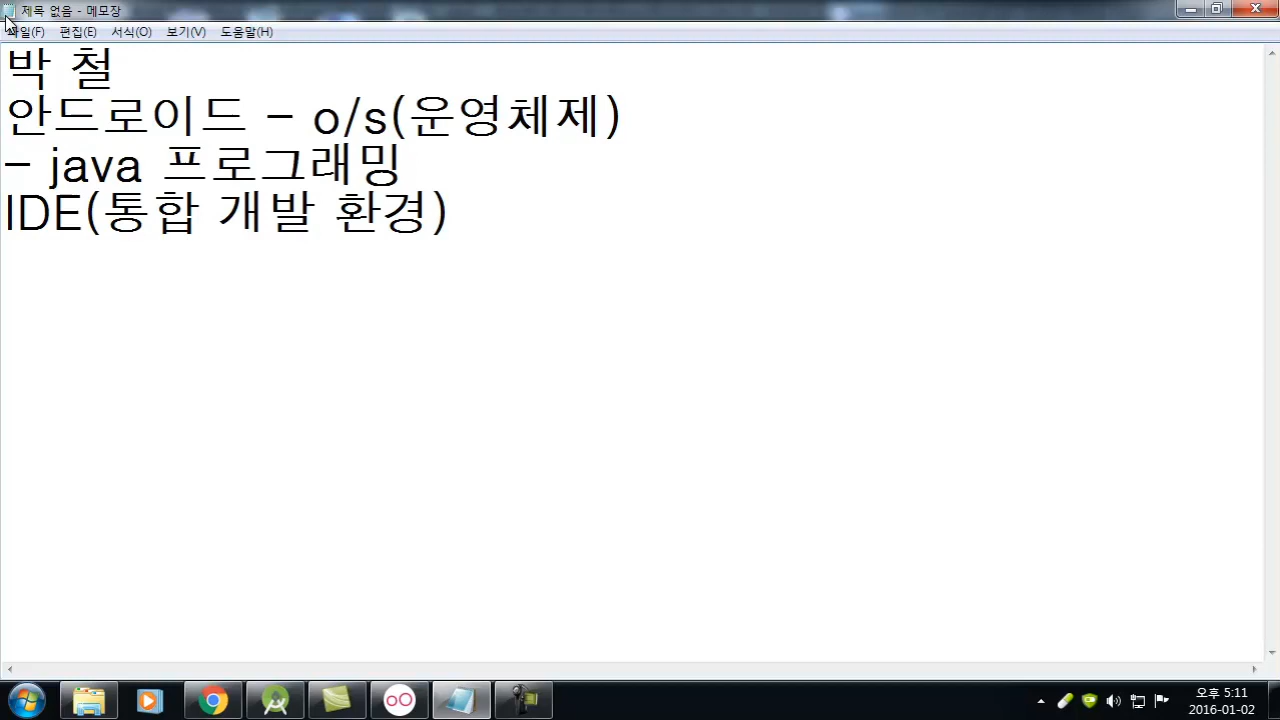 제목 없음 - 메모장
파일(F) 편집(E) 서식(O) 보기(V) 도움말(H)
박 철
안드로이드 - o/s(운영체제)
- java 프로그래밍
IDE(통합 개발 환경)
오후 5:11
2016-01-02